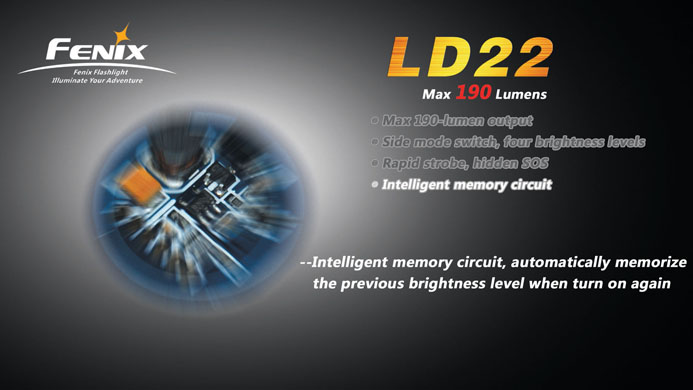 FENIX
Fenix Flashlight
Illuminate Your Adventure
LD22
Max 190 Lumens
• Max 190-lumen output
• Side mode switch, four brightness levels
• Rapid strobe, hidden SOS
• Intelligent memory circuit
--Intelligent memory circuit, automatically memorize
the previous brightness level when turn on again